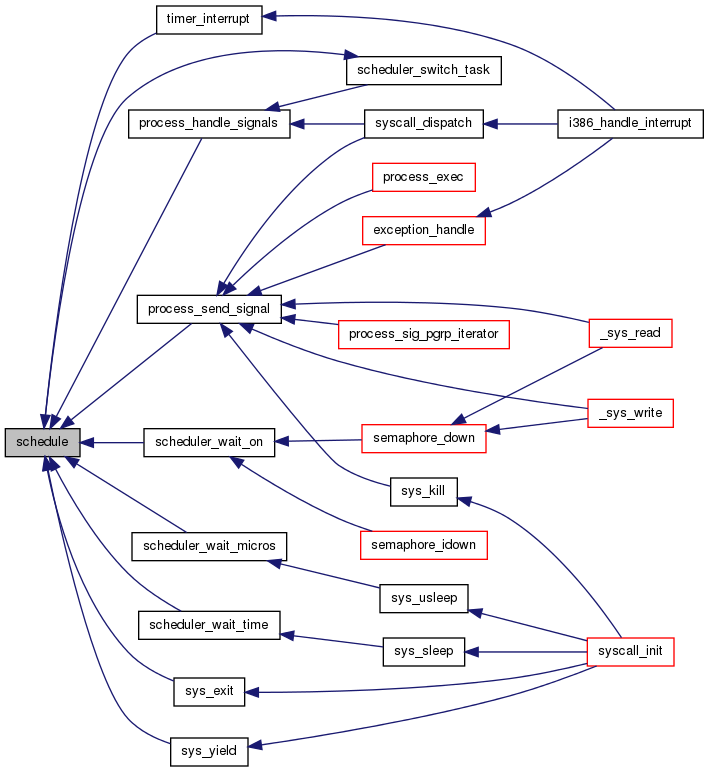 timer_interrupt
scheduler_switch_task
process_handle_signals
syscall_dispatch
i386_handle_interrupt
process_exec
exception_handle
process_send_signal
process_sig_pgrp_iterator
_sys_read
_sys_write
schedule
scheduler_wait_on
semaphore_down
sys_kill
scheduler_wait_micros
semaphore_idown
sys_usleep
scheduler_wait_time
sys_sleep
syscall_init
sys_exit
sys_yield